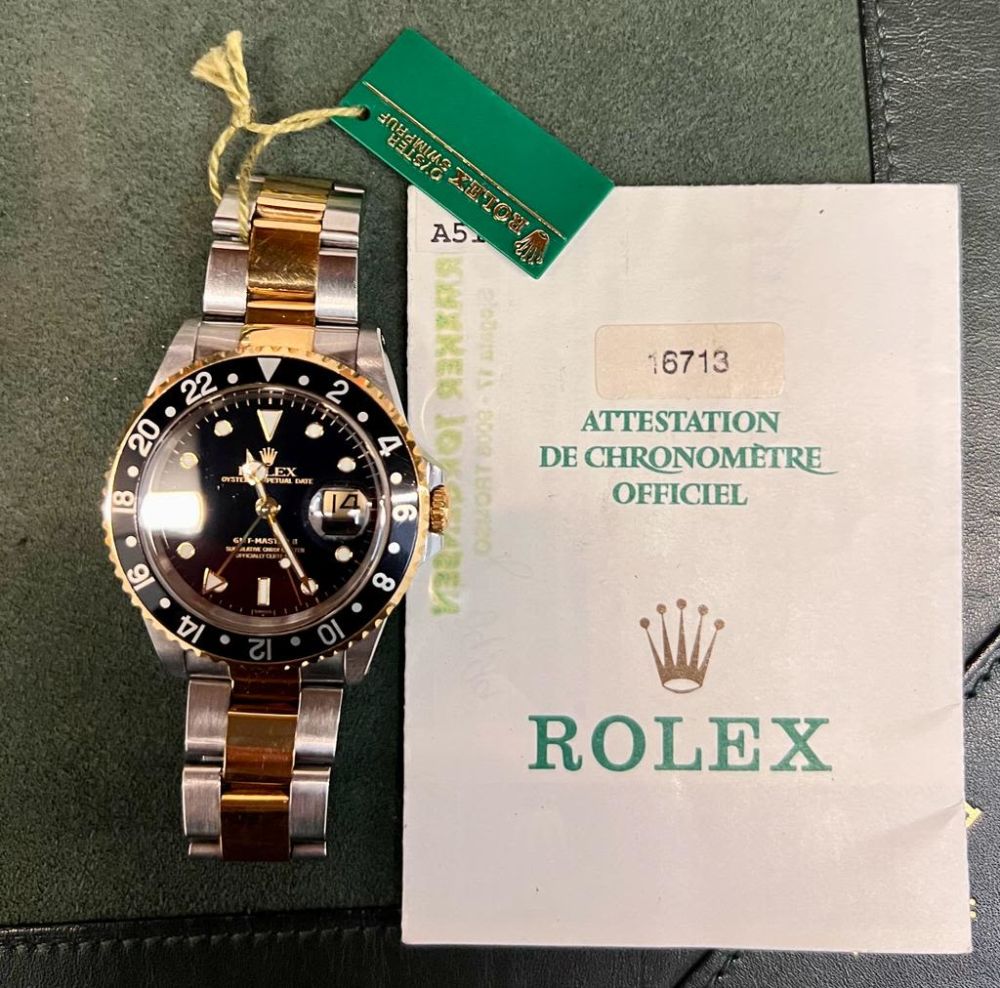 ROLEX
OYSTER
SWIMPRUF
A51
16713
ATTESTATION
DE CHRONOMÈTRE
OFFICIEL
ROLEX
22
2
4
6
10
12
14
16
18
20
ROLEX
OYSTER PERPETUAL DATE
14
GMT-MASTER II
SUPERLATIVE CHRONOMETER
OFFICIALLY CERTIFIED